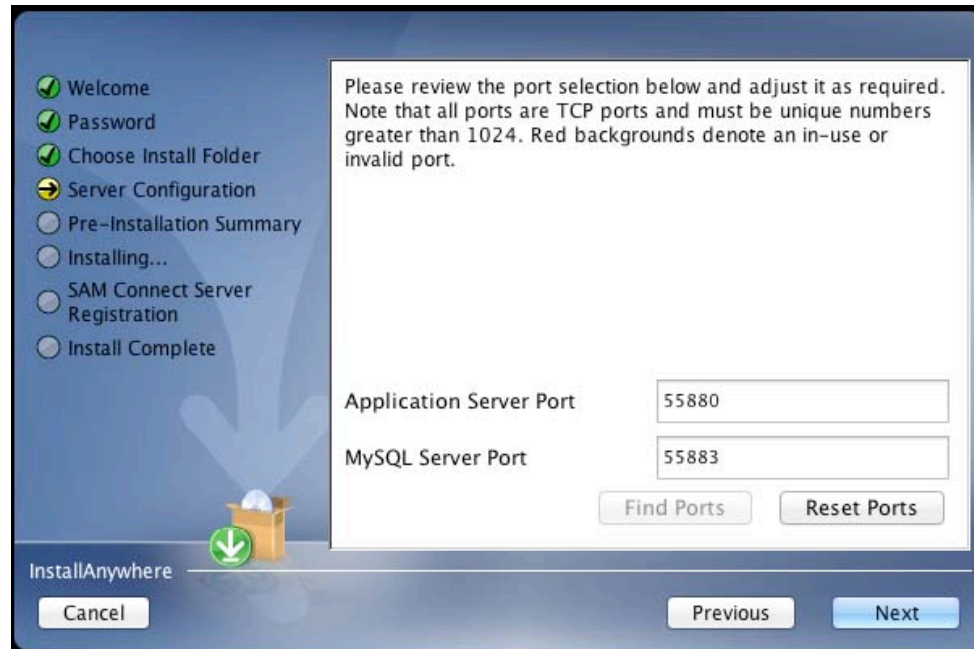 Welcome
Password
Choose Install Folder
Server Configuration
Pre-Installation Summary
Installing...
SAM Connect Server
Registration
Install Complete
Please review the port selection below and adjust it as required.
Note that all ports are TCP ports and must be unique numbers
greater than 1024. Red backgrounds denote an in-use or
invalid port.
Application Server Port 55880
MySQL Server Port 55883
Find Ports Reset Ports
InstallAnywhere
Cancel Previous Next